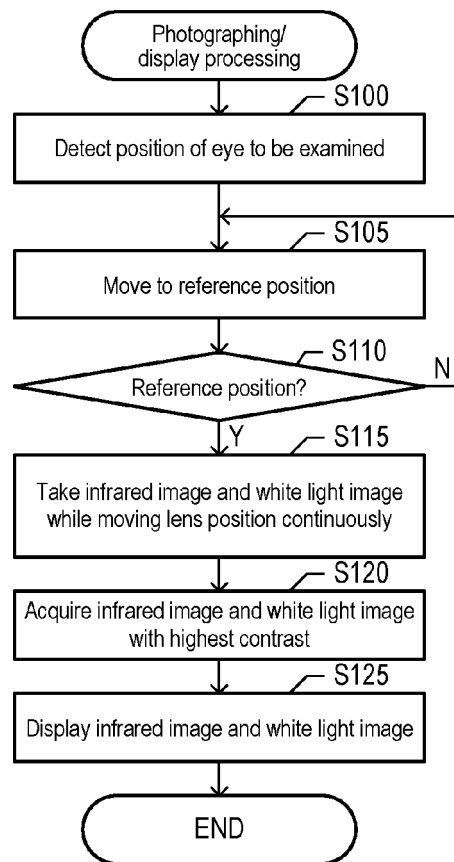 Photographing/
display processing
S100
Detect position of eye to be examined
S105
Move to reference position
S110
Reference position?
N
Y
S115
Take infrared image and white light image
while moving lens position continuously
S120
Acquire infrared image and white light image
with highest contrast
S125
Display infrared image and white light image
END